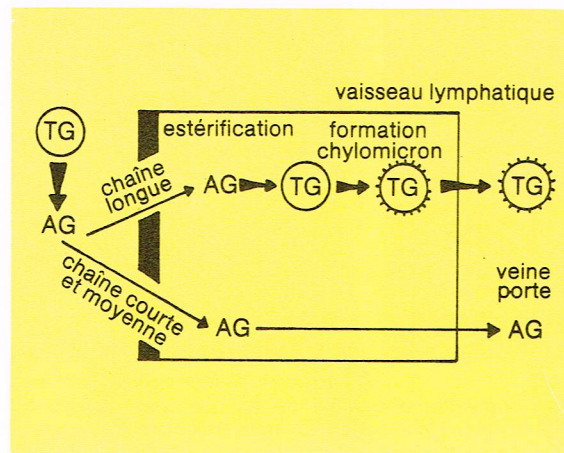 vaisseau lymphatique
estérification
formation
chylomicron
TG
AG
chaîne
longue
AG
TG
TG
TG
chaîne courte
et moyenne
AG
veine
porte
AG